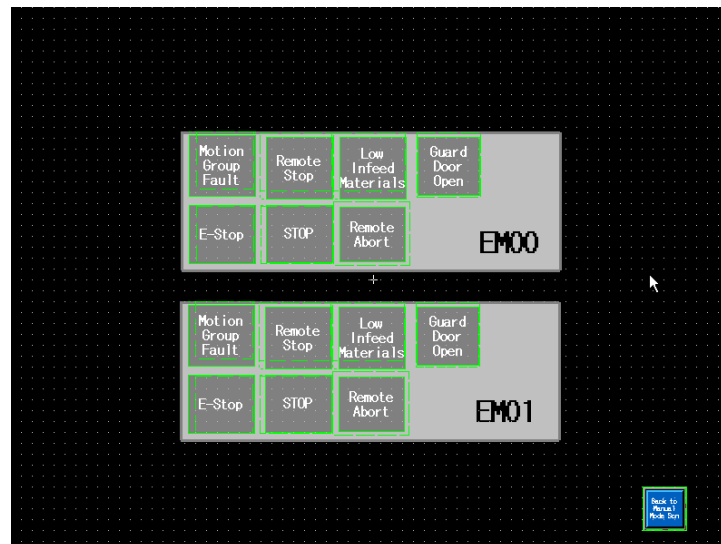 Motion
Group
Fault
Remote
Stop
Low
Infeed
Materials
Guard
Door
Open
E-Stop
STOP
Remote
Abort
EM00
Motion
Group
Fault
Remote
Stop
Low
Infeed
Materials
Guard
Door
Open
E-Stop
STOP
Remote
Abort
EM01
Back to
Manual
Mode Scn